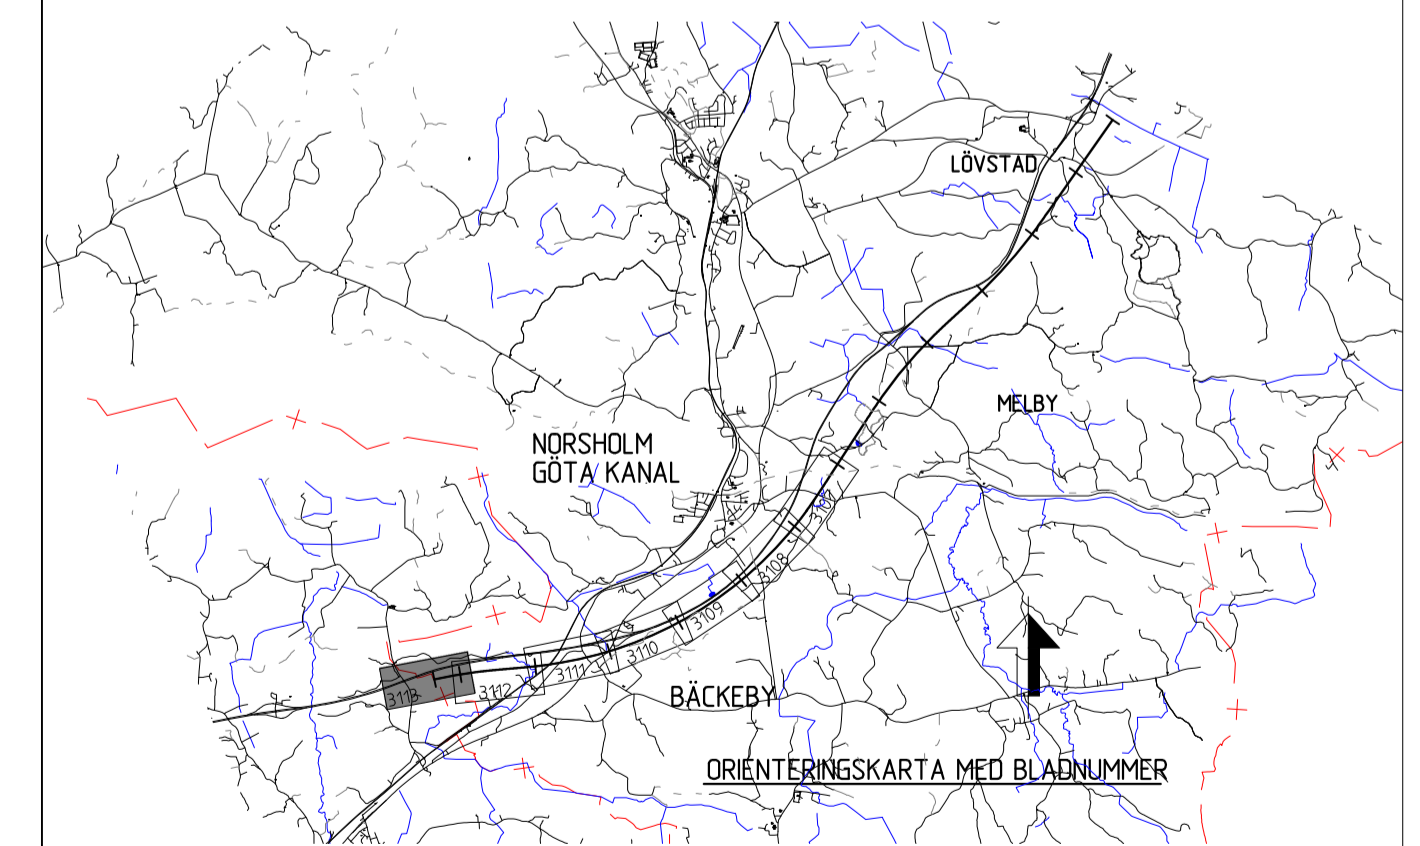 LÖVSTAD
MELBY
NORSHOLM
GÖTA KANAL
3107
3108
3109
3110
3111
3112
3113
BÄCKEBY
ORIENTERINGSKARTA MED BLADNUMMER